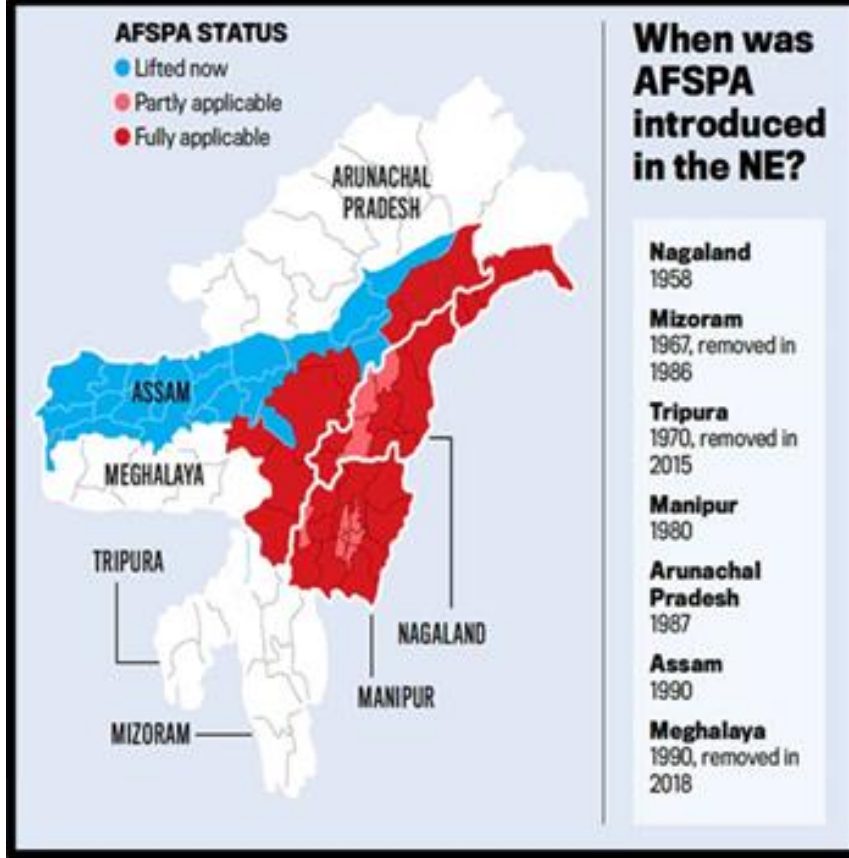 AFSPA STATUS
Lifted now
Partly applicable
Fully applicable
ARUNACHAL
PRADESH
ASSAM
MEGHALAYA
TRIPURA
MIZORAM
NAGALAND
MANIPUR
When was
AFSPA
introduced
in the NE?
Nagaland
1958
Mizoram
1967, removed in
1986
Tripura
1970, removed in
2015
Manipur
1980
Arunachal
Pradesh
1987
Assam
1990
Meghalaya
1990, removed in
2018